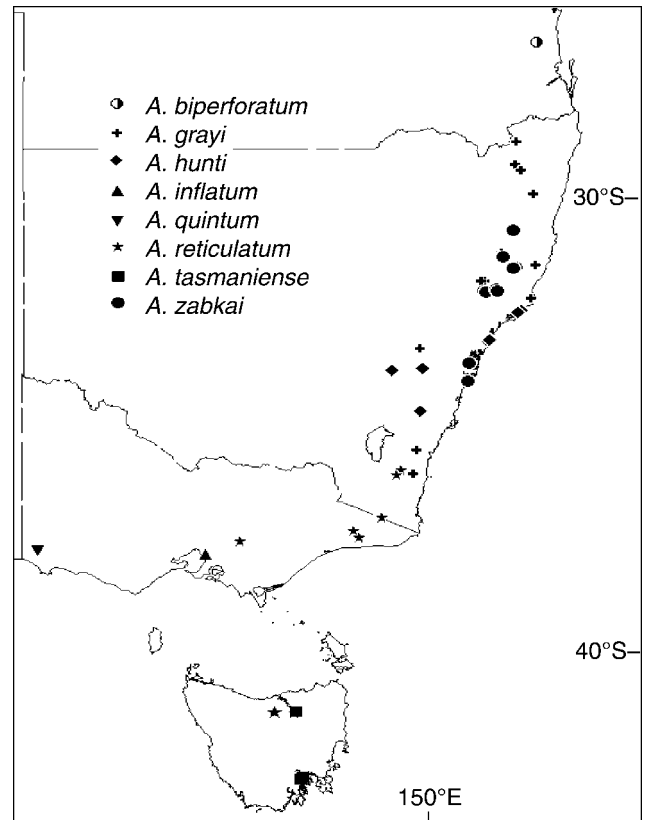 A. biperforatum
A. grayi
A. hunti
A. inflatum
A. quintum
A. reticulatum
A. tasmaniense
A. zabkai
30°S
40°S
150°E